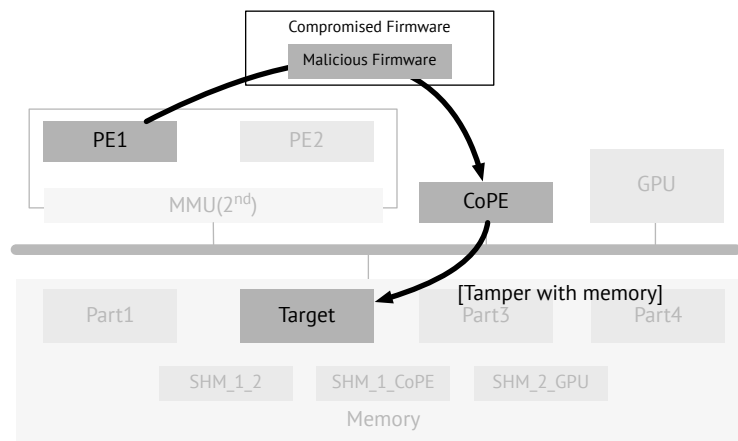 Compromised Firmware
Malicious Firmware
PE1
PE2
MMU(2nd)
CoPE
GPU
[Tamper with memory]
Part1
Target
Part3
Part4
SHM_1_2
SHM_1_CoPE
SHM_2_GPU
Memory